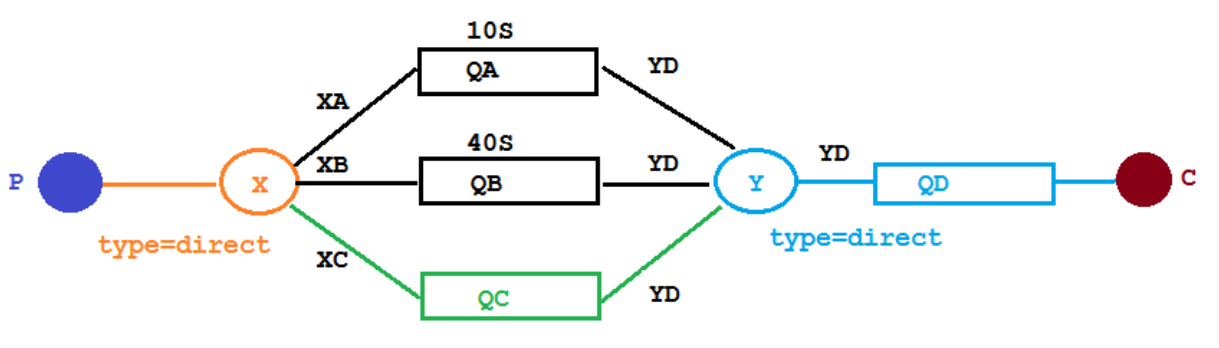 10S
QA
YD
XA
40S
XB
QB
YD
YD
P
X
Y
QD
C
type=direct
type=direct
XC
QC
YD